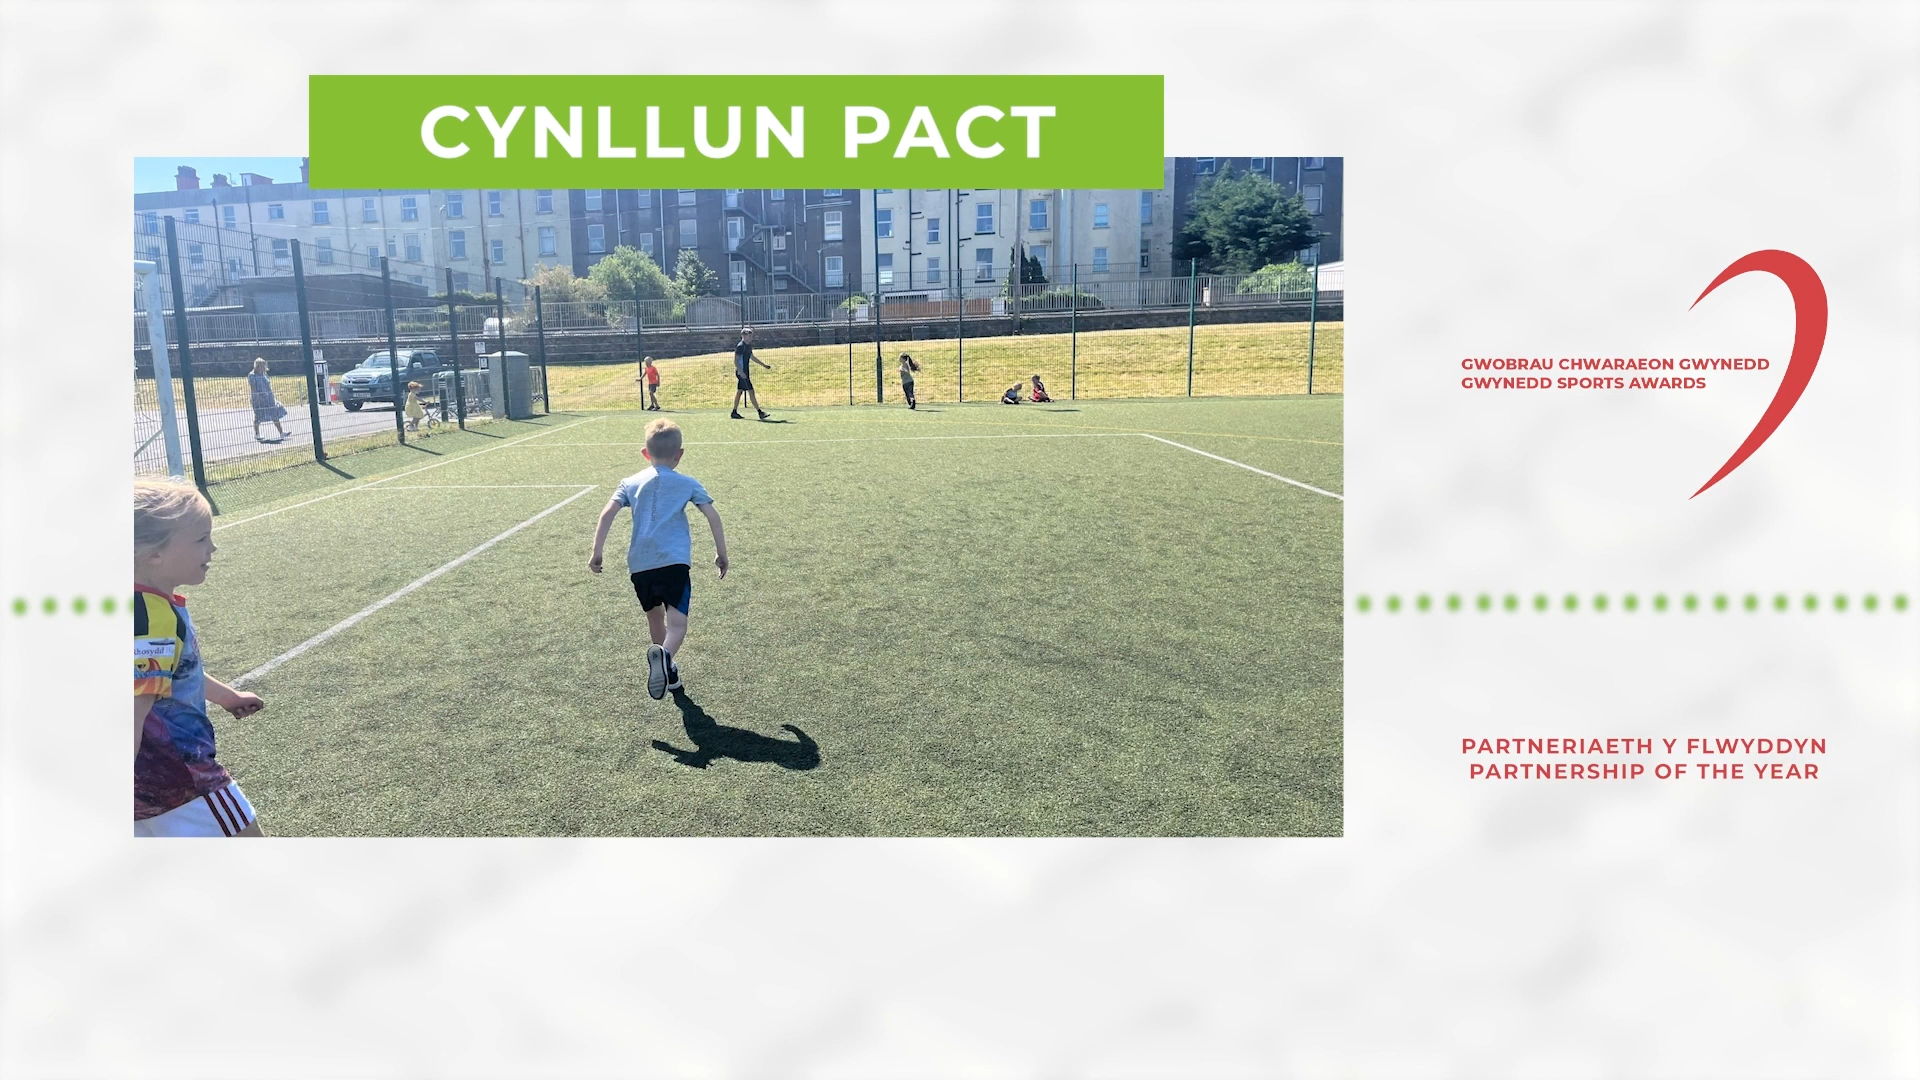 CYNLLUN PACT
GWOBRAU CHWARAEON GWYNEDD
GWYNEDD SPORTS AWARDS
PARTNERIAETH Y FLWYDDYN
PARTNERSHIP OF THE YEAR